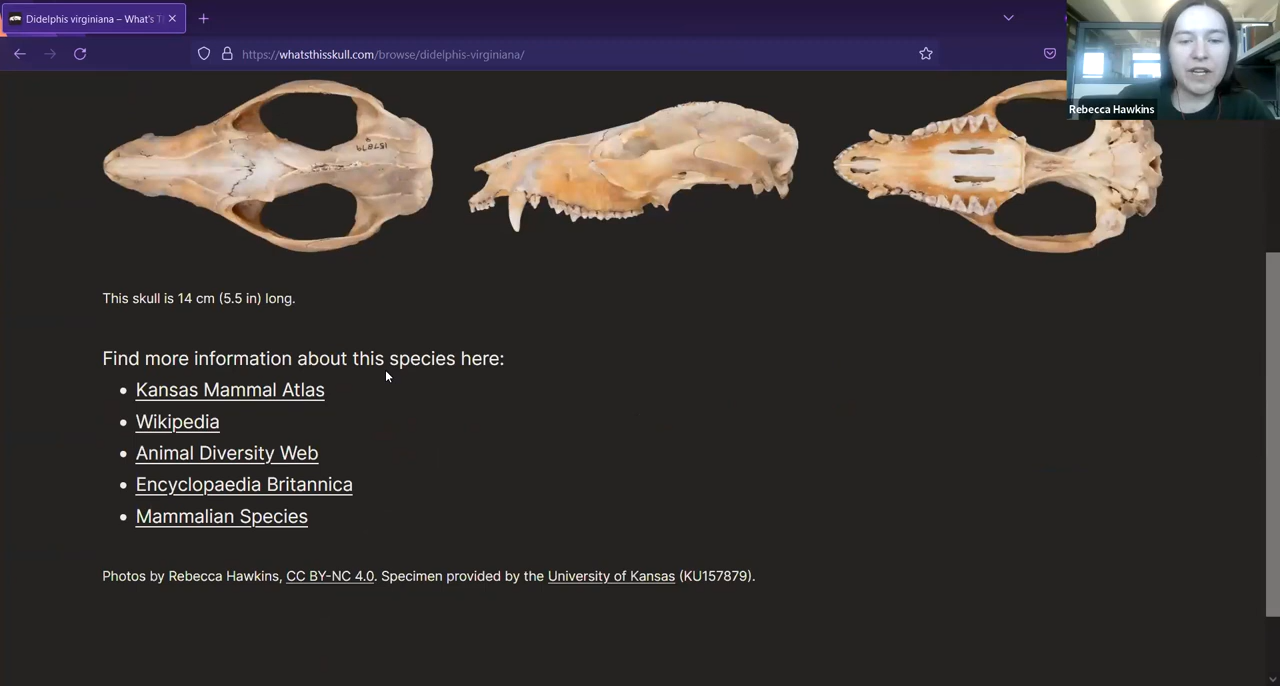 Didelphis virginiana – What's T
https://whatsthisskull.com/browse/didelphis-virginiana/
Rebecca Hawkins
This skull is 14 cm (5.5 in) long.
Find more information about this species here:
Kansas Mammal Atlas
Wikipedia
Animal Diversity Web
Encyclopaedia Britannica
Mammalian Species
Photos by Rebecca Hawkins, CC BY-NC 4.0. Specimen provided by the University of Kansas (KU157879).